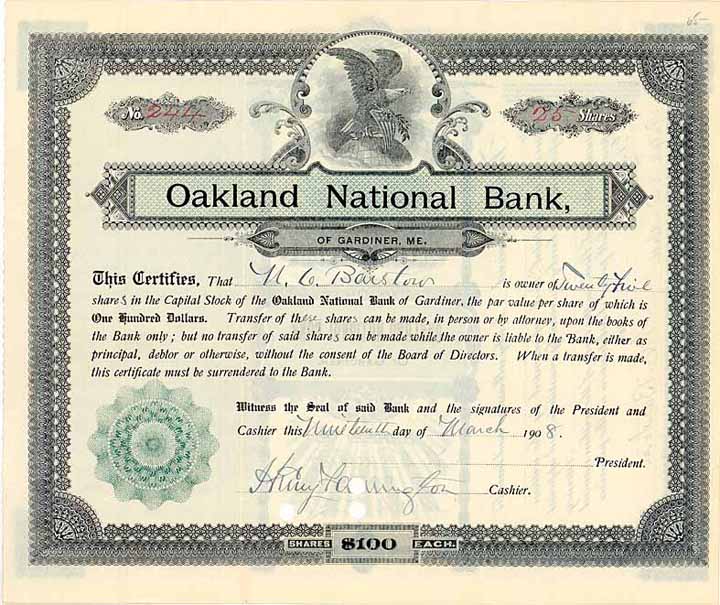 65-
No. 244
25 Shares
Oakland National Bank,
OF GARDINER, ME.
This Certifies, That N. C. Barstow is owner of Twenty Five
shares in the Capital Stock of the Oakland National Bank of Gardiner, the par value per share of which is
One Hundred Dollars. Transfer of these shares can be made, in person or by attorney, upon the books of
the Bank only; but no transfer of said shares can be made while the owner is liable to the Bank, either as
principal, debtor or otherwise, without the consent of the Board of Directors. When a transfer is made,
this certificate must be surrendered to the Bank.
Witness the Seal of said Bank and the signatures of the President and
Cashier this Nineteenth day of March 1908.
President.
Henry Farrington Cashier.
SHARES $100 EACH.